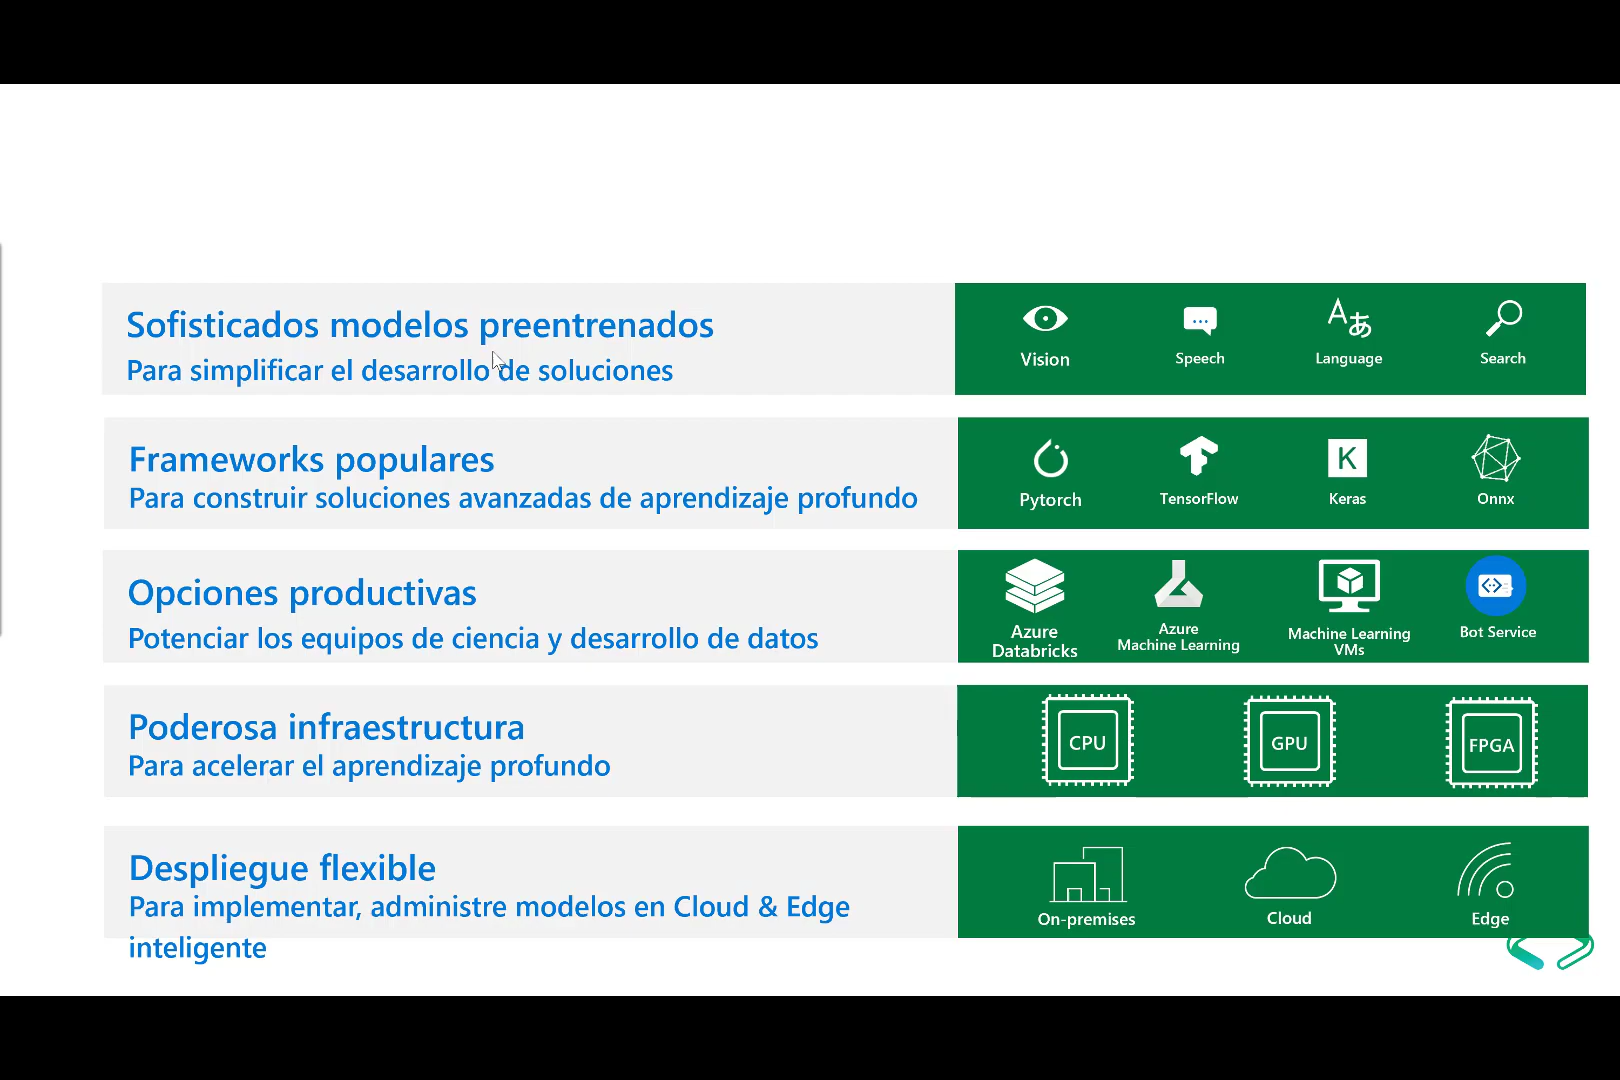 Sofisticados modelos preentrenados
Para simplificar el desarrollo de soluciones
Vision
Speech
Language
Search
Frameworks populares
Para construir soluciones avanzadas de aprendizaje profundo
Pytorch
TensorFlow
K
Keras
Onnx
Opciones productivas
Potenciar los equipos de ciencia y desarrollo de datos
Azure
Databricks
Azure
Machine Learning
Machine Learning
VMs
Bot Service
Poderosa infraestructura
Para acelerar el aprendizaje profundo
CPU
GPU
FPGA
Despliegue flexible
Para implementar, administre modelos en Cloud & Edge
inteligente
On-premises
Cloud
Edge